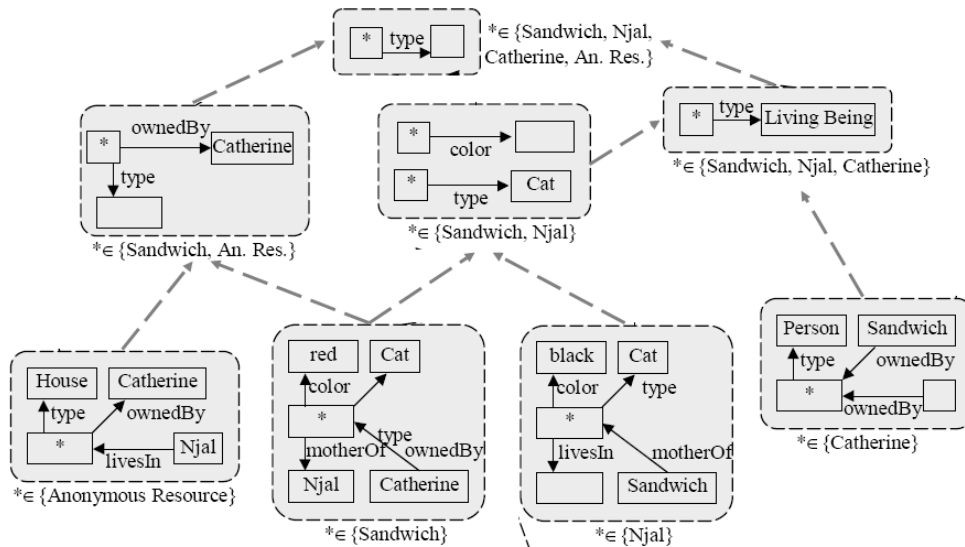 * type
*∈ {Sandwich, Njal,
Catherine, An. Res.}
ownedBy
* Catherine
type
*∈ {Sandwich, An. Res.}
*
color
*
type
Cat
*∈ {Sandwich, Njal}
type
* Living Being
*∈ {Sandwich, Njal, Catherine}
House Catherine
type ownedBy
*
livesIn
Njal
*∈ {Anonymous Resource}
red Cat
color
*
type
motherOf ownedBy
Njal Catherine
*∈ {Sandwich}
black Cat
color type
*
livesIn motherOf
Sandwich
*∈ {Njal}
Person Sandwich
type ownedBy
*
ownedBy
*∈ {Catherine}